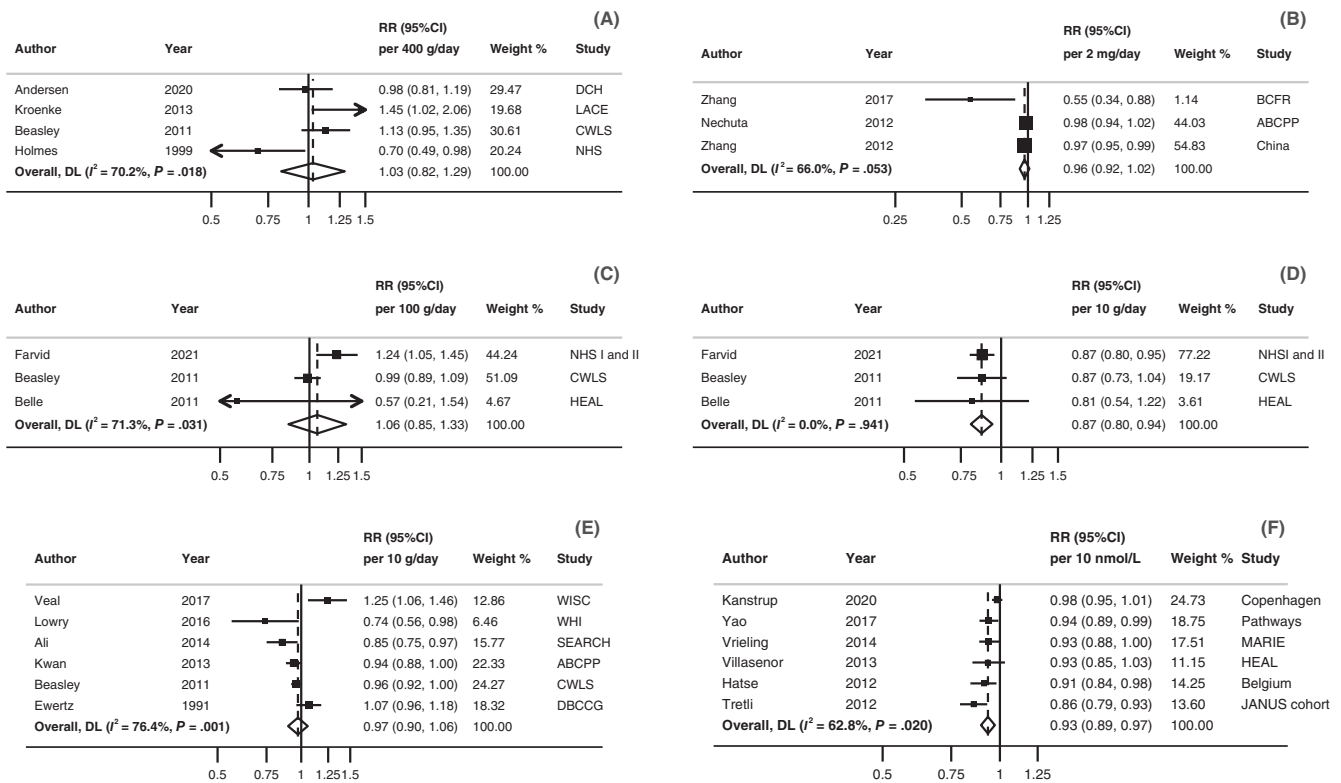 (A)
RR (95%CI)
Author Year per 400 g/day Weight % Study
Andersen 2020 0.98 (0.81, 1.19) 29.47 DCH
Kroenke 2013 1.45 (1.02, 2.06) 19.68 LACE
Beasley 2011 1.13 (0.95, 1.35) 30.61 CWLS
Holmes 1999 0.70 (0.49, 0.98) 20.24 NHS
Overall, DL (I² = 70.2%, P = .018) 1.03 (0.82, 1.29) 100.00
0.5 0.75 1 1.25 1.5
(B)
RR (95%CI)
Author Year per 2 mg/day Weight % Study
Zhang 2017 0.55 (0.34, 0.88) 1.14 BCFR
Nechuta 2012 0.98 (0.94, 1.02) 44.03 ABCPP
Zhang 2012 0.97 (0.95, 0.99) 54.83 China
Overall, DL (I² = 66.0%, P = .053) 0.96 (0.92, 1.02) 100.00
0.25 0.5 0.75 1 1.25
(C)
RR (95%CI)
Author Year per 100 g/day Weight % Study
Farvid 2021 1.24 (1.05, 1.45) 44.24 NHS I and II
Beasley 2011 0.99 (0.89, 1.09) 51.09 CWLS
Belle 2011 0.57 (0.21, 1.54) 4.67 HEAL
Overall, DL (I² = 71.3%, P = .031) 1.06 (0.85, 1.33) 100.00
0.5 0.75 1 1.25 1.5
(D)
RR (95%CI)
Author Year per 10 g/day Weight % Study
Farvid 2021 0.87 (0.80, 0.95) 77.22 NHSI and II
Beasley 2011 0.87 (0.73, 1.04) 19.17 CWLS
Belle 2011 0.81 (0.54, 1.22) 3.61 HEAL
Overall, DL (I² = 0.0%, P = .941) 0.87 (0.80, 0.94) 100.00
0.5 0.75 1 1.25 1.5
(E)
RR (95%CI)
Author Year per 10 g/day Weight % Study
Veal 2017 1.25 (1.06, 1.46) 12.86 WISC
Lowry 2016 0.74 (0.56, 0.98) 6.46 WHI
Ali 2014 0.85 (0.75, 0.97) 15.77 SEARCH
Kwan 2013 0.94 (0.88, 1.00) 22.33 ABCPP
Beasley 2011 0.96 (0.92, 1.00) 24.27 CWLS
Ewertz 1991 1.07 (0.96, 1.18) 18.32 DBCCG
Overall, DL (I² = 76.4%, P = .001) 0.97 (0.90, 1.06) 100.00
0.5 0.75 1 1.25 1.5
(F)
RR (95%CI)
Author Year per 10 nmol/L Weight % Study
Kanstrup 2020 0.98 (0.95, 1.01) 24.73 Copenhagen
Yao 2017 0.94 (0.89, 0.99) 18.75 Pathways
Vrieling 2014 0.93 (0.88, 1.00) 17.51 MARIE
Villasenor 2013 0.93 (0.85, 1.03) 11.15 HEAL
Hatse 2012 0.91 (0.84, 0.98) 14.25 Belgium
Tretli 2012 0.86 (0.79, 0.93) 13.60 JANUS cohort
Overall, DL (I² = 62.8%, P = .020) 0.93 (0.89, 0.97) 100.00
0.5 0.75 1 1.25